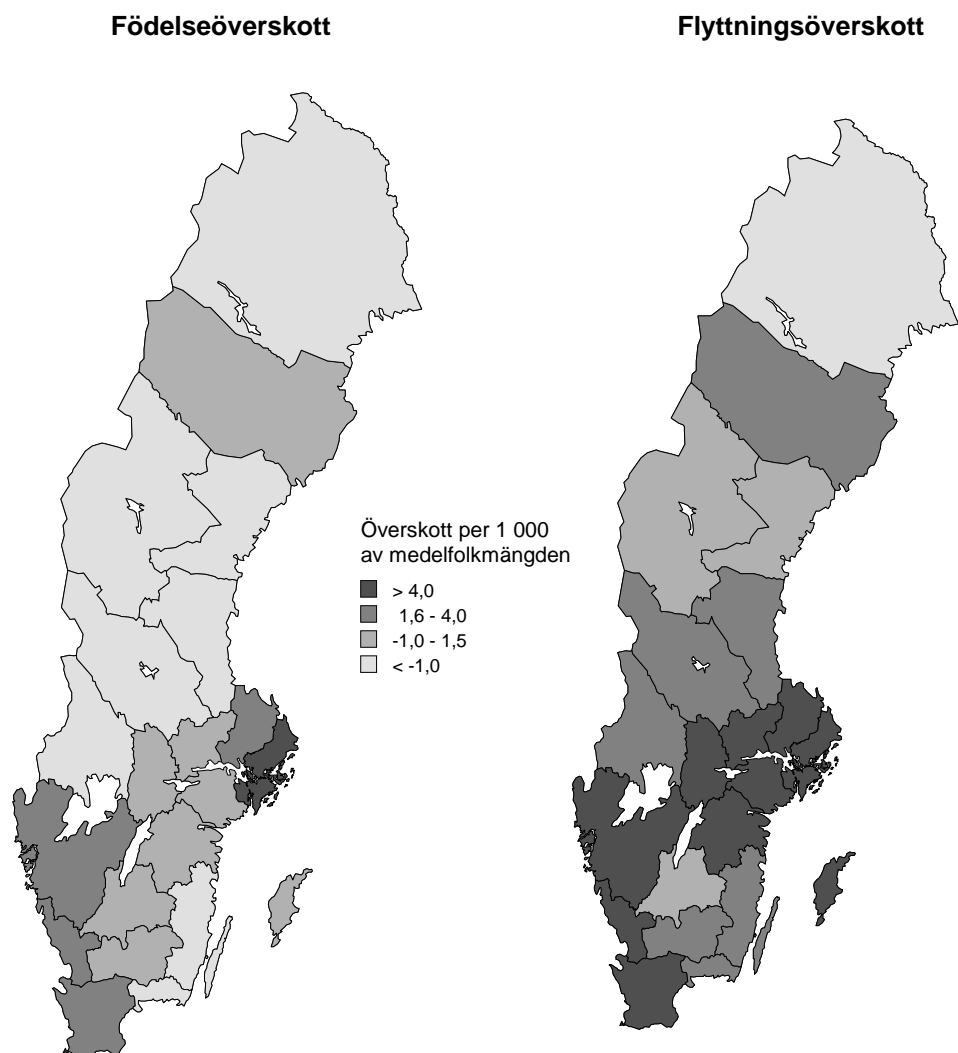 Födelseöverskott
Flyttningsöverskott
Överskott per 1 000
av medelfolkmängden
> 4,0
1,6 - 4,0
-1,0 - 1,5
< -1,0